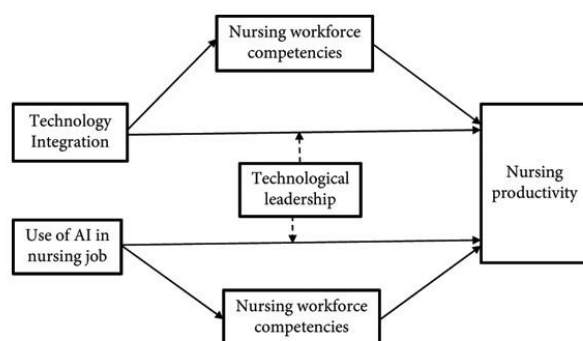 Nursing workforce
competencies
Technology
Integration
Technological
leadership
Nursing
productivity
Use of AI in
nursing job
Nursing workforce
competencies